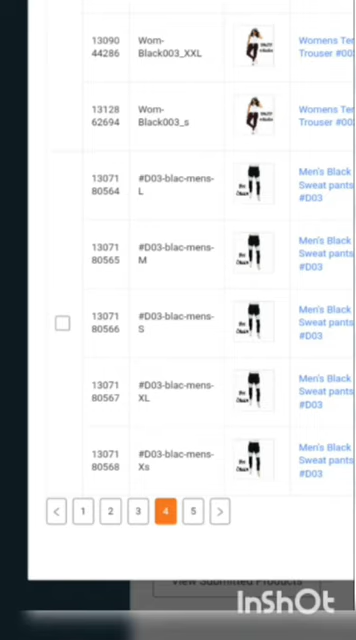 13090
44286
Wom-
Black003_XXL
Womens Te
Trouser #00
13128
62694
Wom-
Black003_s
Womens Te
Trouser #00
13071
80564
#D03-blac-mens-
L
Men's Black
Sweat pants
#D03
13071
80565
#D03-blac-mens-
M
Men's Black
Sweat pants
#D03
13071
80566
#D03-blac-mens-
S
Men's Black
Sweat pants
#D03
13071
80567
#D03-blac-mens-
XL
Men's Black
Sweat pants
#D03
13071
80568
#D03-blac-mens-
Xs
Men's Black
Sweat pants
#D03
< 1 2 3 4 5 >
View Submitted Products
InShOt